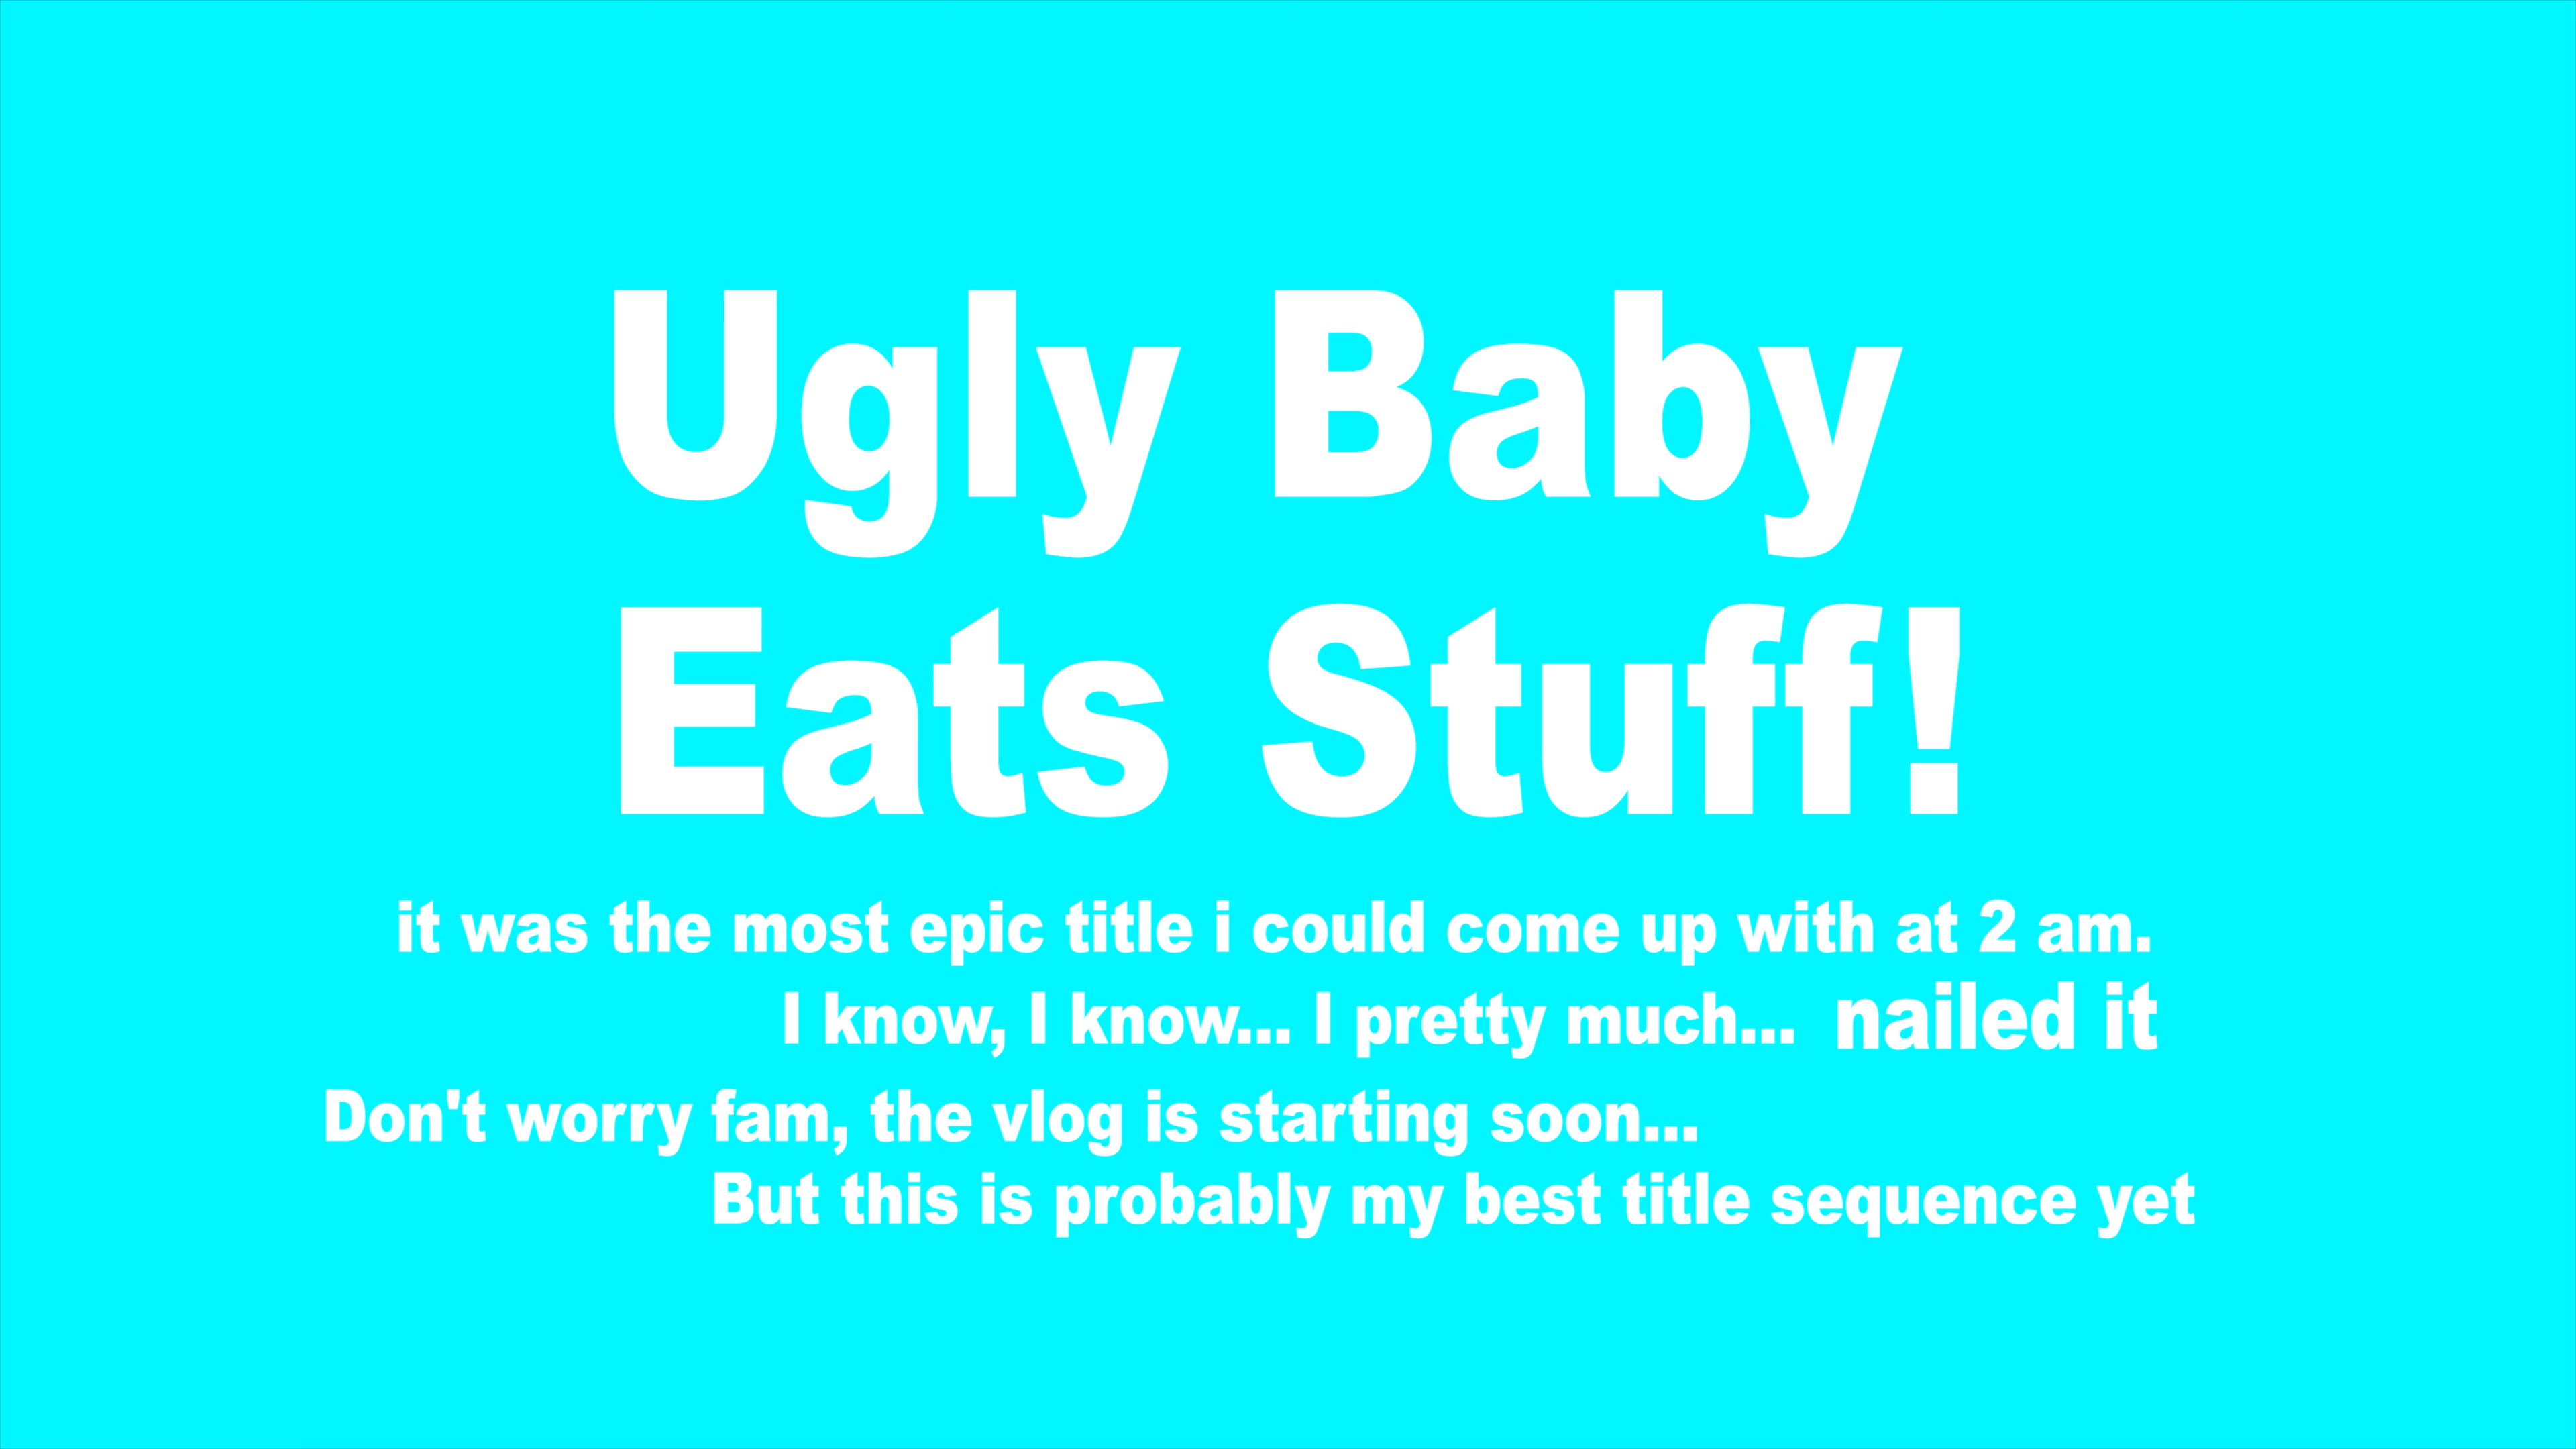 Ugly Baby
Eats Stuff!
it was the most epic title i could come up with at 2 am.
I know, I know... I pretty much... nailed it
Don't worry fam, the vlog is starting soon...
But this is probably my best title sequence yet